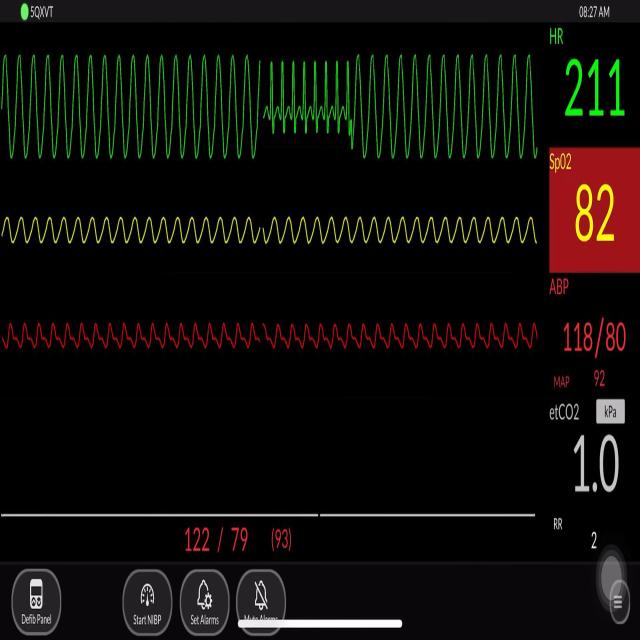 5QXVT
08:27 AM
HR
211
SpO2
82
ABP
118/80
MAP 92
etCO2 kPa
1.0
RR
2
122 / 79 (93)
Defib Panel
Start NIBP
Set Alarms
Mute Alarms